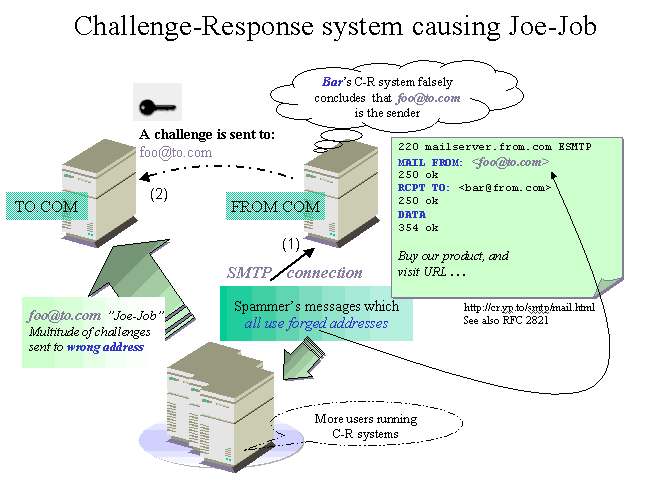 Challenge-Response system causing Joe-Job
Bar's C-R system falsely
concludes that foo@to.com
is the sender
A challenge is sent to:
foo@to.com
(2)
TO.COM
FROM.COM
220 mailserver.from.com ESMTP
MAIL FROM: <foo@to.com>
250 ok
RCPT TO: <bar@from.com>
250 ok
DATA
354 ok
Buy our product, and
visit URL ...
(1)
SMTP connection
foo@to.com "Joe-Job"
Multitude of challenges
sent to wrong address
Spammer's messages which
all use forged addresses
http://cr.yp.to/smtp/mail.html
See also RFC 2821
More users running
C-R systems